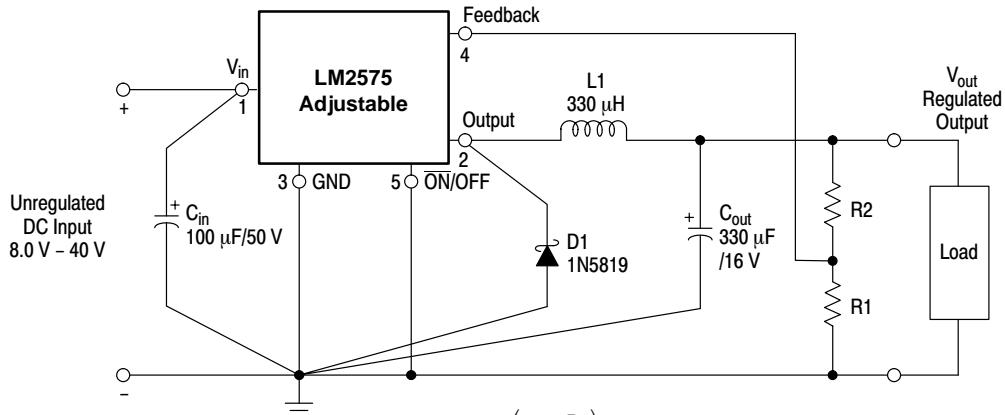 Feedback
4
V_in
1
LM2575
Adjustable
L1
330 μH
V_out
Regulated
Output
+
Output
2
3 GND
5 O̅N̅/OFF
Unregulated
DC Input
8.0 V – 40 V
+
C_in
100 μF/50 V
D1
1N5819
+
C_out
330 μF
/16 V
R2
R1
Load
–